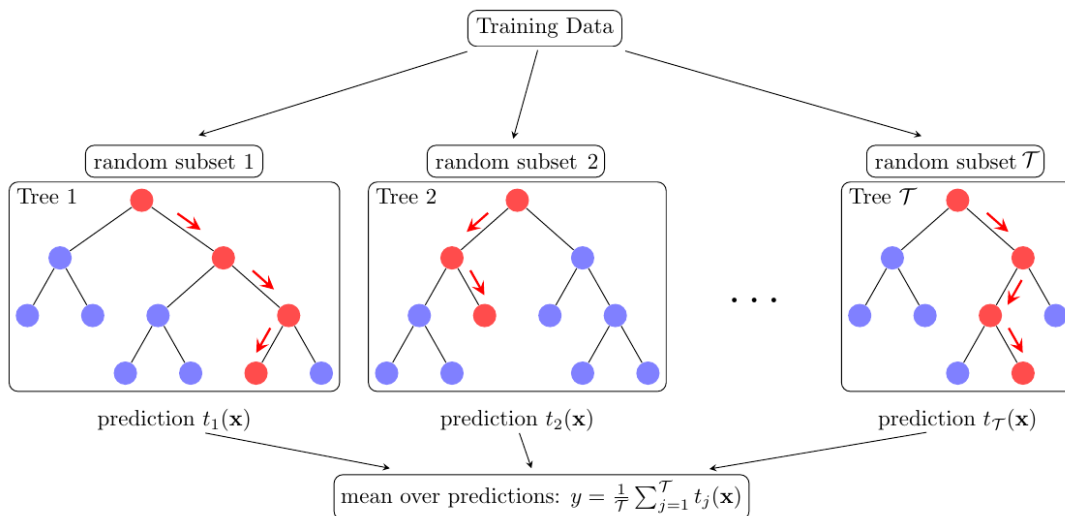 Training Data
random subset 1
random subset 2
random subset 𝒯
Tree 1
Tree 2
Tree 𝒯
. . .
prediction t₁(𝐱)
prediction t₂(𝐱)
prediction t_𝒯(𝐱)
mean over predictions: y = \frac{1}{𝒯} ∑_{j=1}^{𝒯} t_j(𝐱)